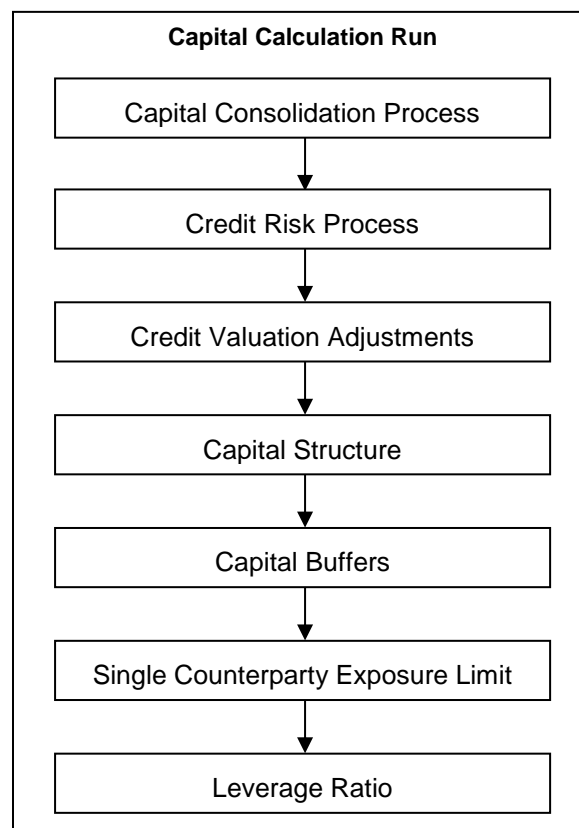 Capital Calculation Run
Capital Consolidation Process
Credit Risk Process
Credit Valuation Adjustments
Capital Structure
Capital Buffers
Single Counterparty Exposure Limit
Leverage Ratio